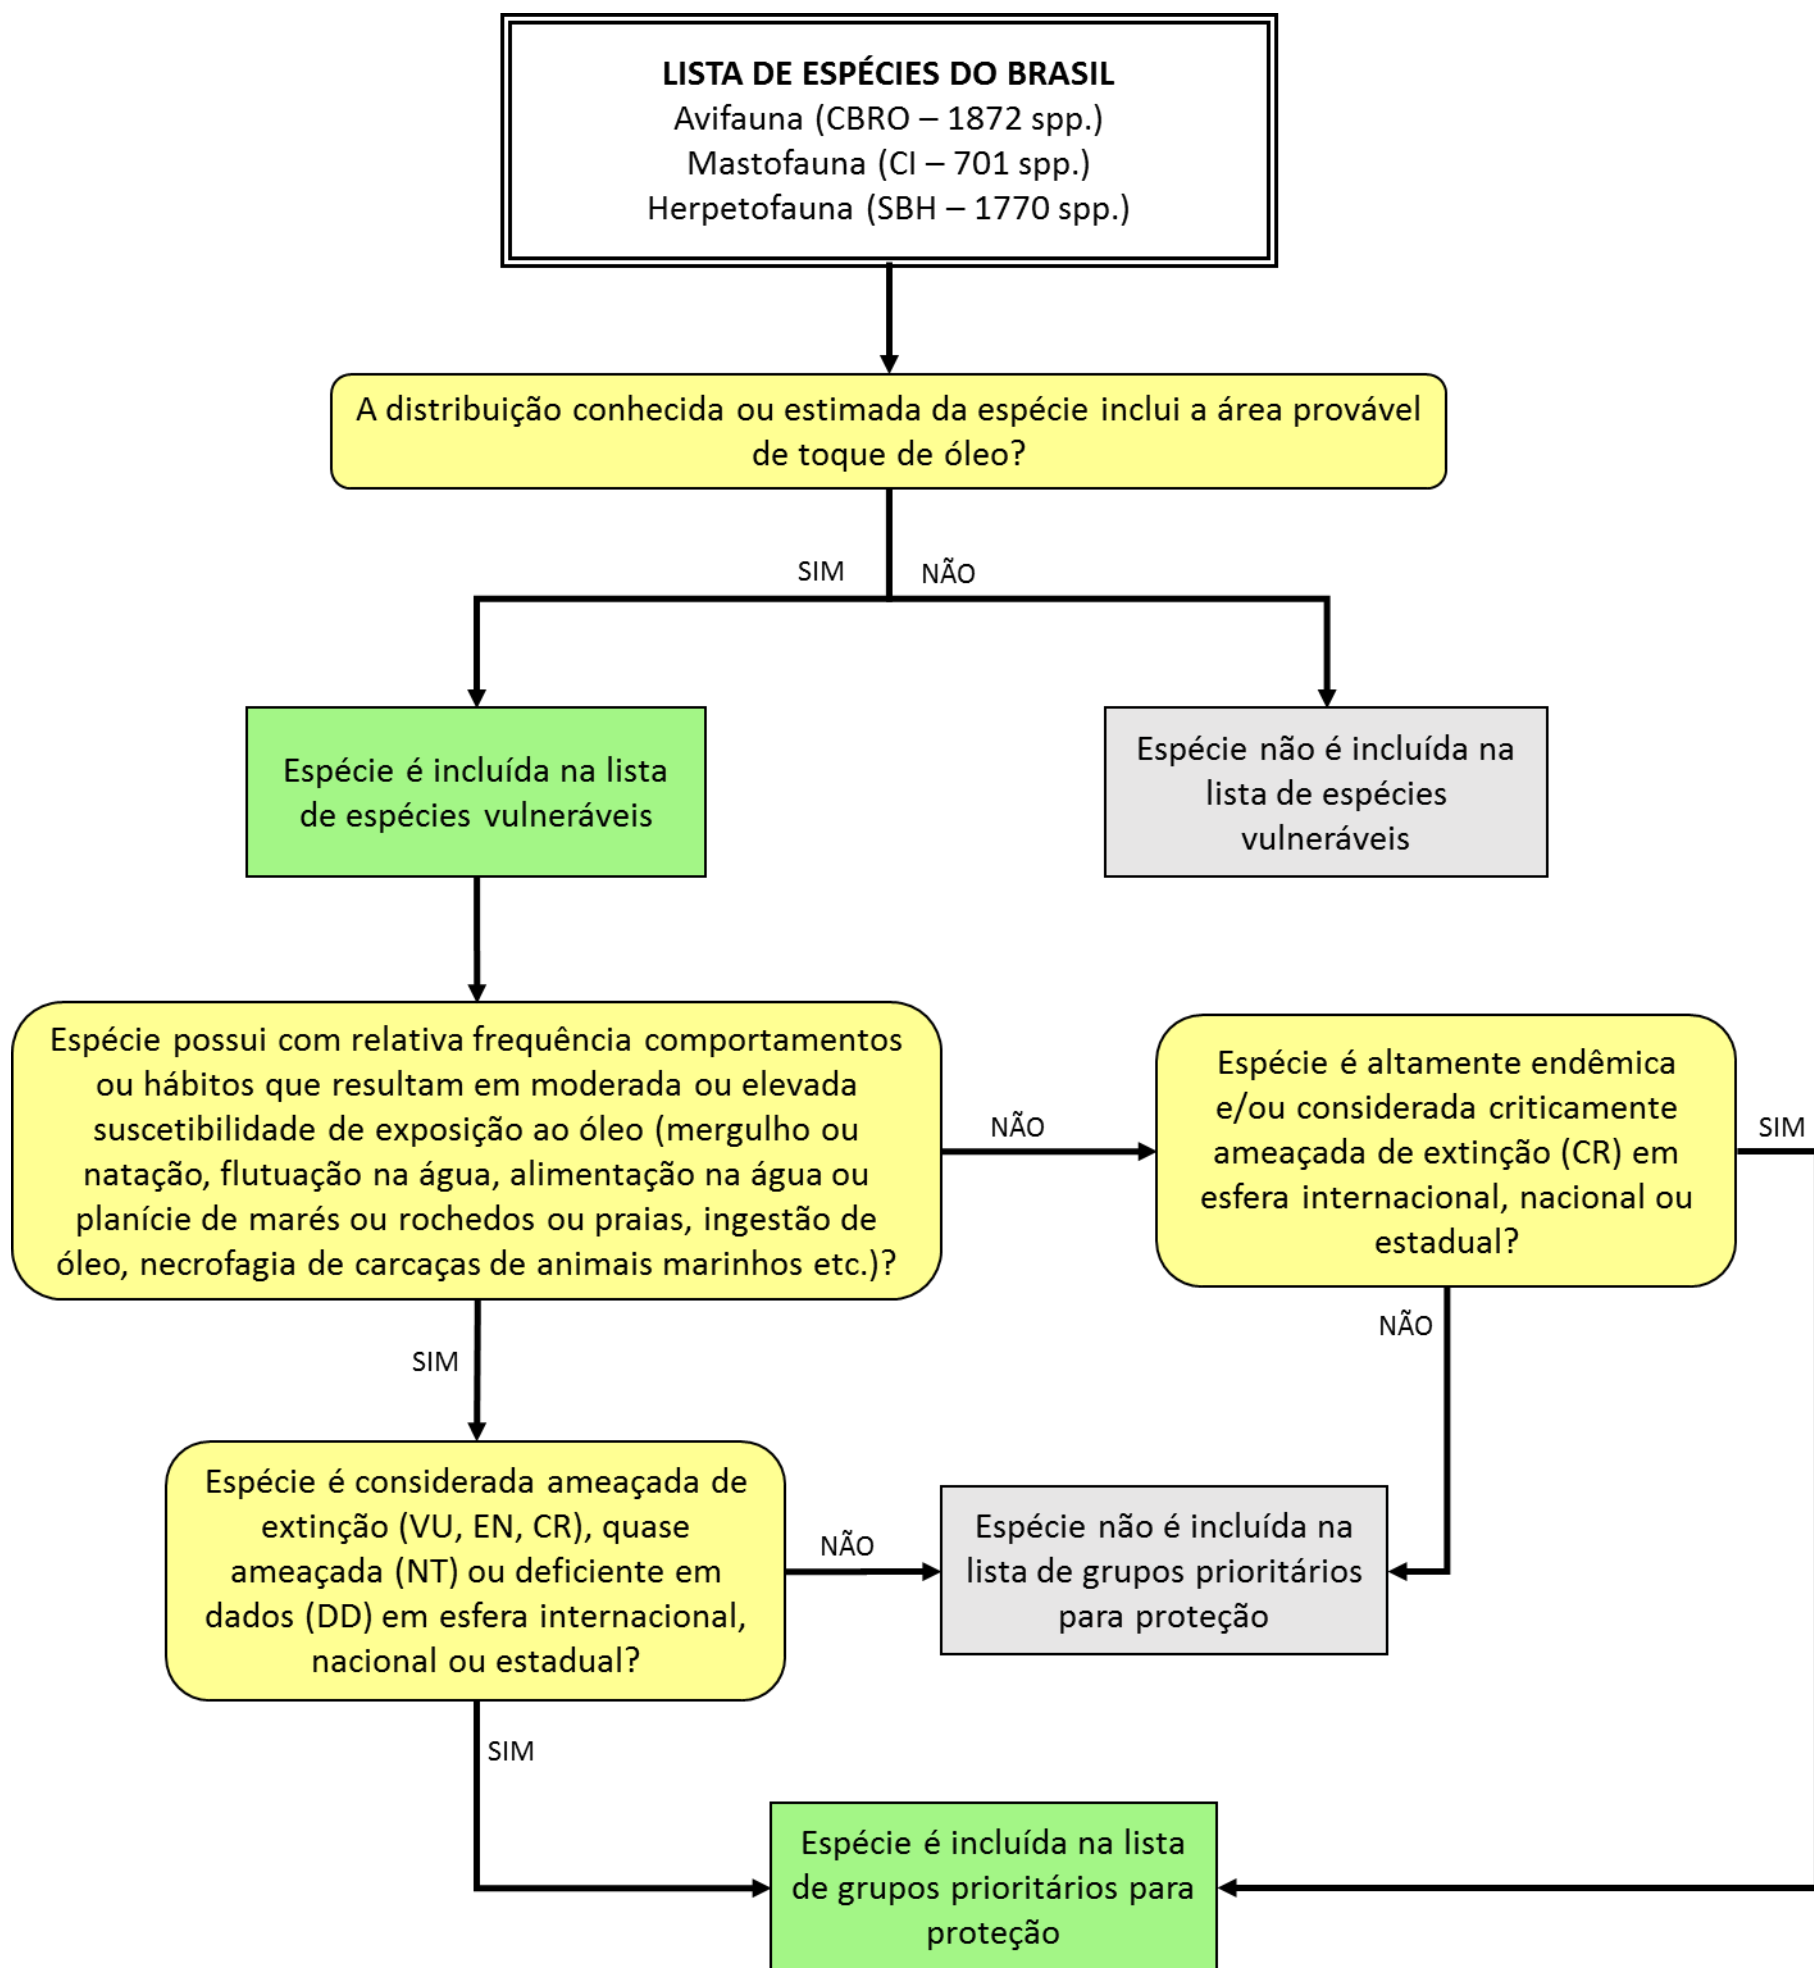 LISTA DE ESPÉCIES DO BRASIL
Avifauna (CBRO – 1872 spp.)
Mastofauna (CI – 701 spp.)
Herpetofauna (SBH – 1770 spp.)
A distribuição conhecida ou estimada da espécie inclui a área provável
de toque de óleo?
SIM
NÃO
Espécie é incluída na lista
de espécies vulneráveis
Espécie não é incluída na
lista de espécies
vulneráveis
Espécie possui com relativa frequência comportamentos
ou hábitos que resultam em moderada ou elevada
suscetibilidade de exposição ao óleo (mergulho ou
natação, flutuação na água, alimentação na água ou
planície de marés ou rochedos ou praias, ingestão de
óleo, necrofagia de carcaças de animais marinhos etc.)?
NÃO
Espécie é altamente endêmica
e/ou considerada criticamente
ameaçada de extinção (CR) em
esfera internacional, nacional ou
estadual?
SIM
NÃO
SIM
Espécie é considerada ameaçada de
extinção (VU, EN, CR), quase
ameaçada (NT) ou deficiente em
dados (DD) em esfera internacional,
nacional ou estadual?
NÃO
Espécie não é incluída na
lista de grupos prioritários
para proteção
SIM
Espécie é incluída na lista
de grupos prioritários para
proteção